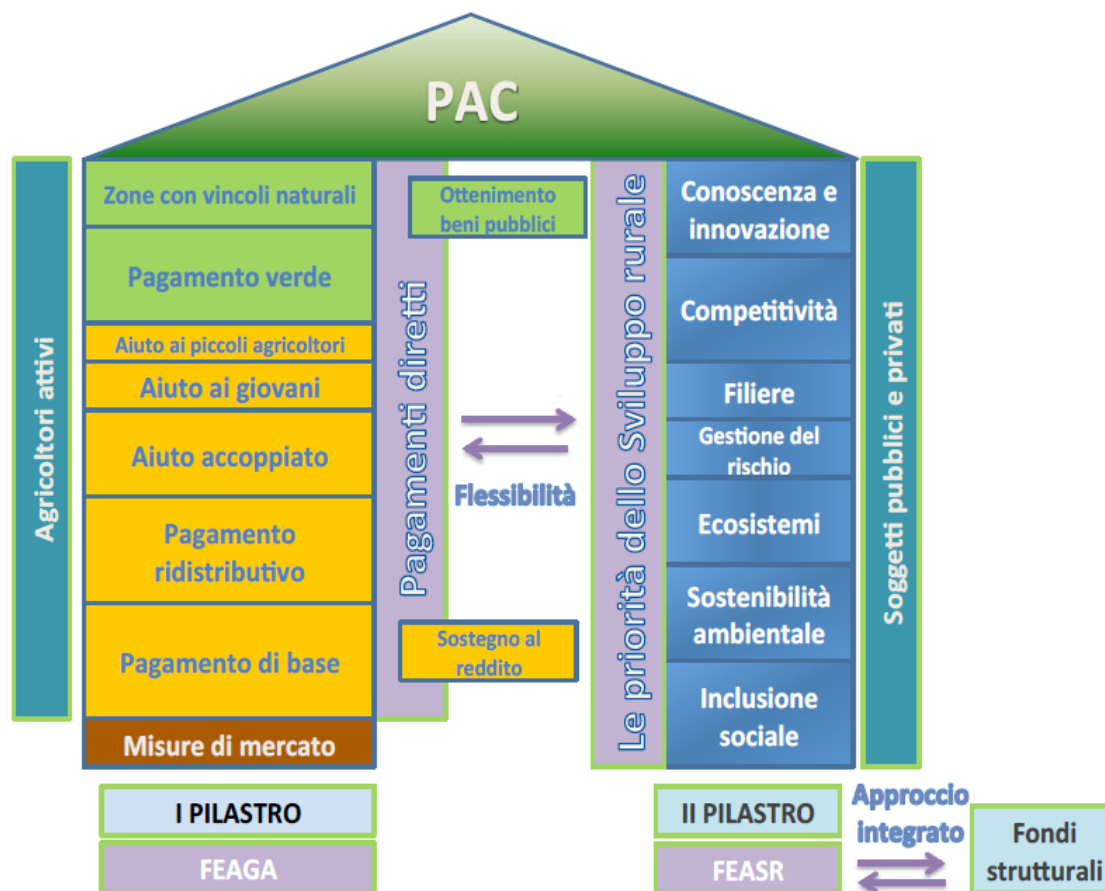 PAC
Agricoltori attivi
Zone con vincoli naturali
Pagamento verde
Aiuto ai piccoli agricoltori
Aiuto ai giovani
Aiuto accoppiato
Pagamento
ridistributivo
Pagamento di base
Misure di mercato
Pagamenti diretti
Ottenimento
beni pubblici
Flessibilità
Sostegno al
reddito
Le priorità dello Sviluppo rurale
Conoscenza e
innovazione
Competitività
Filiere
Gestione del
rischio
Ecosistemi
Sostenibilità
ambientale
Inclusione
sociale
Soggetti pubblici e privati
I PILASTRO
FEAGA
II PILASTRO
FEASR
Approccio
integrato
Fondi
strutturali